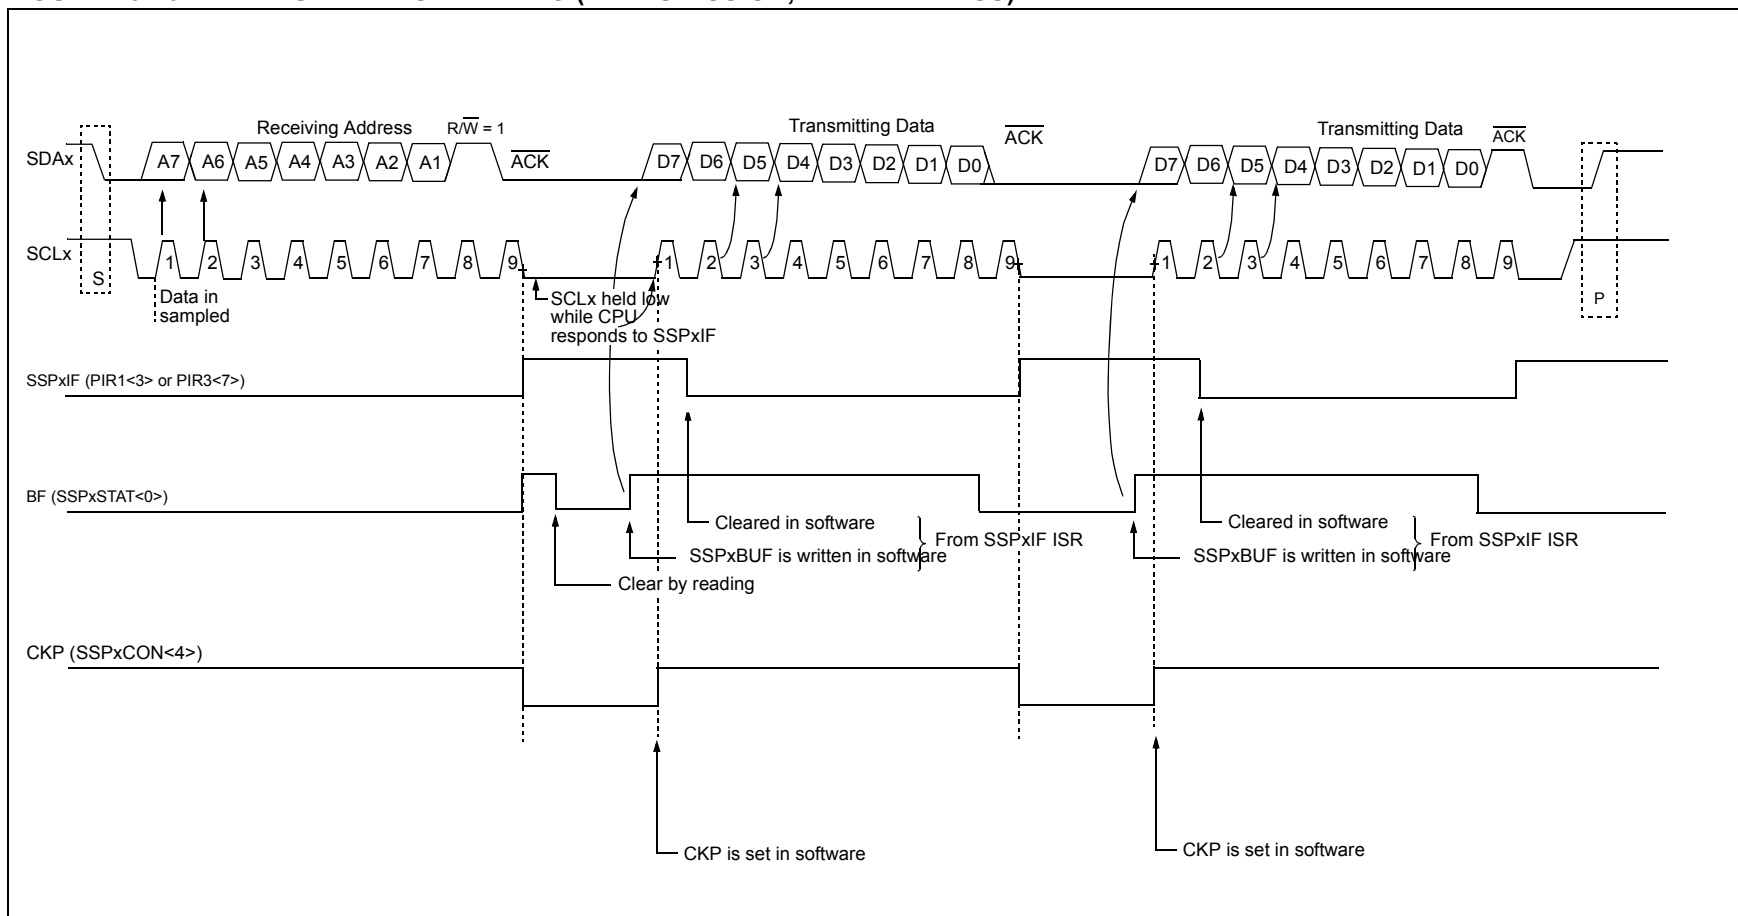 Receiving Address R/W = 1 Transmitting Data ACK Transmitting Data ACK
SDAx A7 A6 A5 A4 A3 A2 A1 ACK D7 D6 D5 D4 D3 D2 D1 D0 D7 D6 D5 D4 D3 D2 D1 D0
SCLx 1 2 3 4 5 6 7 8 9 1 2 3 4 5 6 7 8 9 1 2 3 4 5 6 7 8 9
S P
Data in
sampled
SCLx held low
while CPU
responds to SSPxIF
SSPxIF (PIR1<3> or PIR3<7>)
BF (SSPxSTAT<0>)
Cleared in software
From SSPxIF ISR
SSPxBUF is written in software
Clear by reading
Cleared in software
From SSPxIF ISR
SSPxBUF is written in software
CKP (SSPxCON<4>)
CKP is set in software
CKP is set in software